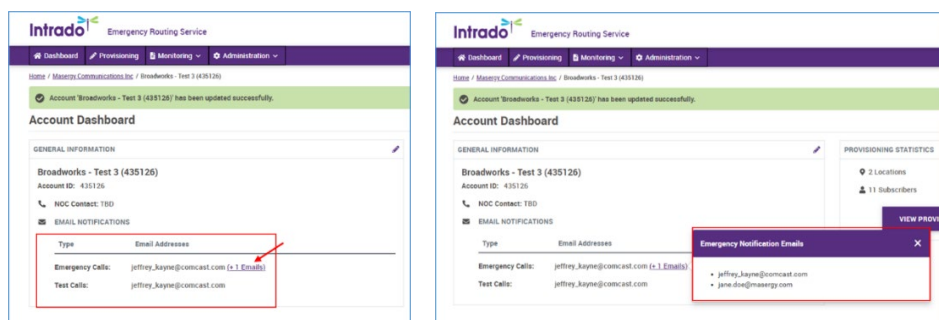 Intrado Emergency Routing Service
Dashboard Provisioning Monitoring Administration
Home / Masergy Communications Inc / Broadworks - Test 3 (435126)
Account 'Broadworks - Test 3 (435126)' has been updated successfully.
Account Dashboard
GENERAL INFORMATION
Broadworks - Test 3 (435126)
Account ID: 435126
NOC Contact: TBD
EMAIL NOTIFICATIONS
Type Email Addresses
Emergency Calls: jeffrey_kayne@comcast.com (+ 1 Emails)
Test Calls: jeffrey_kayne@comcast.com
Intrado Emergency Routing Service
Dashboard Provisioning Monitoring Administration
Home / Masergy Communications Inc / Broadworks - Test 3 (435126)
Account 'Broadworks - Test 3 (435126)' has been updated successfully.
Account Dashboard
GENERAL INFORMATION
Broadworks - Test 3 (435126)
Account ID: 435126
NOC Contact: TBD
EMAIL NOTIFICATIONS
Type Email Addresses
Emergency Calls: jeffrey_kayne@comcast.com (+ 1 Emails)
Test Calls: jeffrey_kayne@comcast.com
PROVISIONING STATISTICS
2 Locations
11 Subscribers
VIEW PROVI
Emergency Notification Emails
jeffrey_kayne@comcast.com
jane.doe@masergy.com